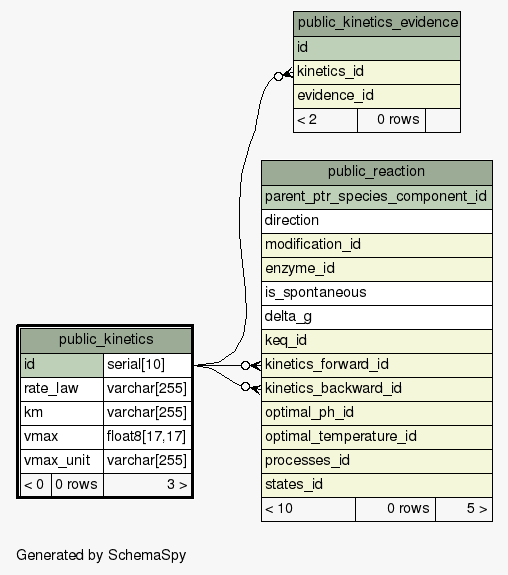 public_kinetics_evidence
id
kinetics_id
evidence_id
< 2 0 rows
public_reaction
parent_ptr_species_component_id
direction
modification_id
enzyme_id
is_spontaneous
delta_g
keq_id
kinetics_forward_id
kinetics_backward_id
optimal_ph_id
optimal_temperature_id
processes_id
states_id
< 10 0 rows 5 >
public_kinetics
id serial[10]
rate_law varchar[255]
km varchar[255]
vmax float8[17,17]
vmax_unit varchar[255]
< 0 0 rows 3 >
Generated by SchemaSpy